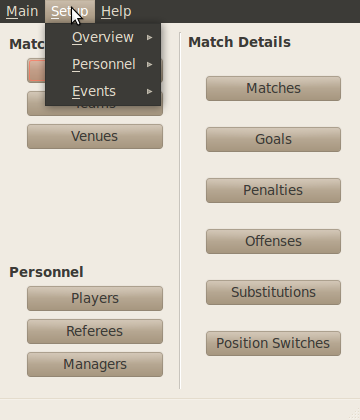 Main Setup Help
Overview
Personnel
Events
Matc
Teams
Venues
Personnel
Players
Referees
Managers
Match Details
Matches
Goals
Penalties
Offenses
Substitutions
Position Switches